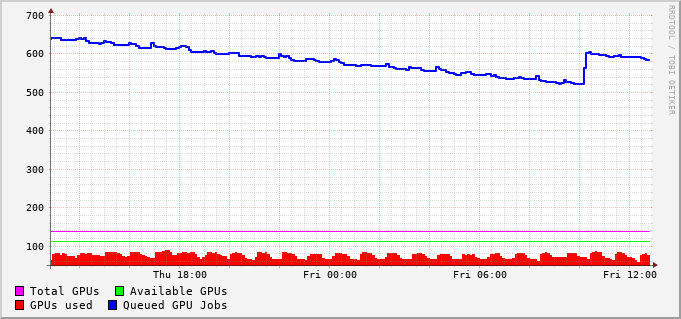 700
600
500
400
300
200
100
Thu 18:00 Fri 00:00 Fri 06:00 Fri 12:00
Total GPUs Available GPUs
GPUs used Queued GPU Jobs
RRDTOOL / TOBI OETIKER